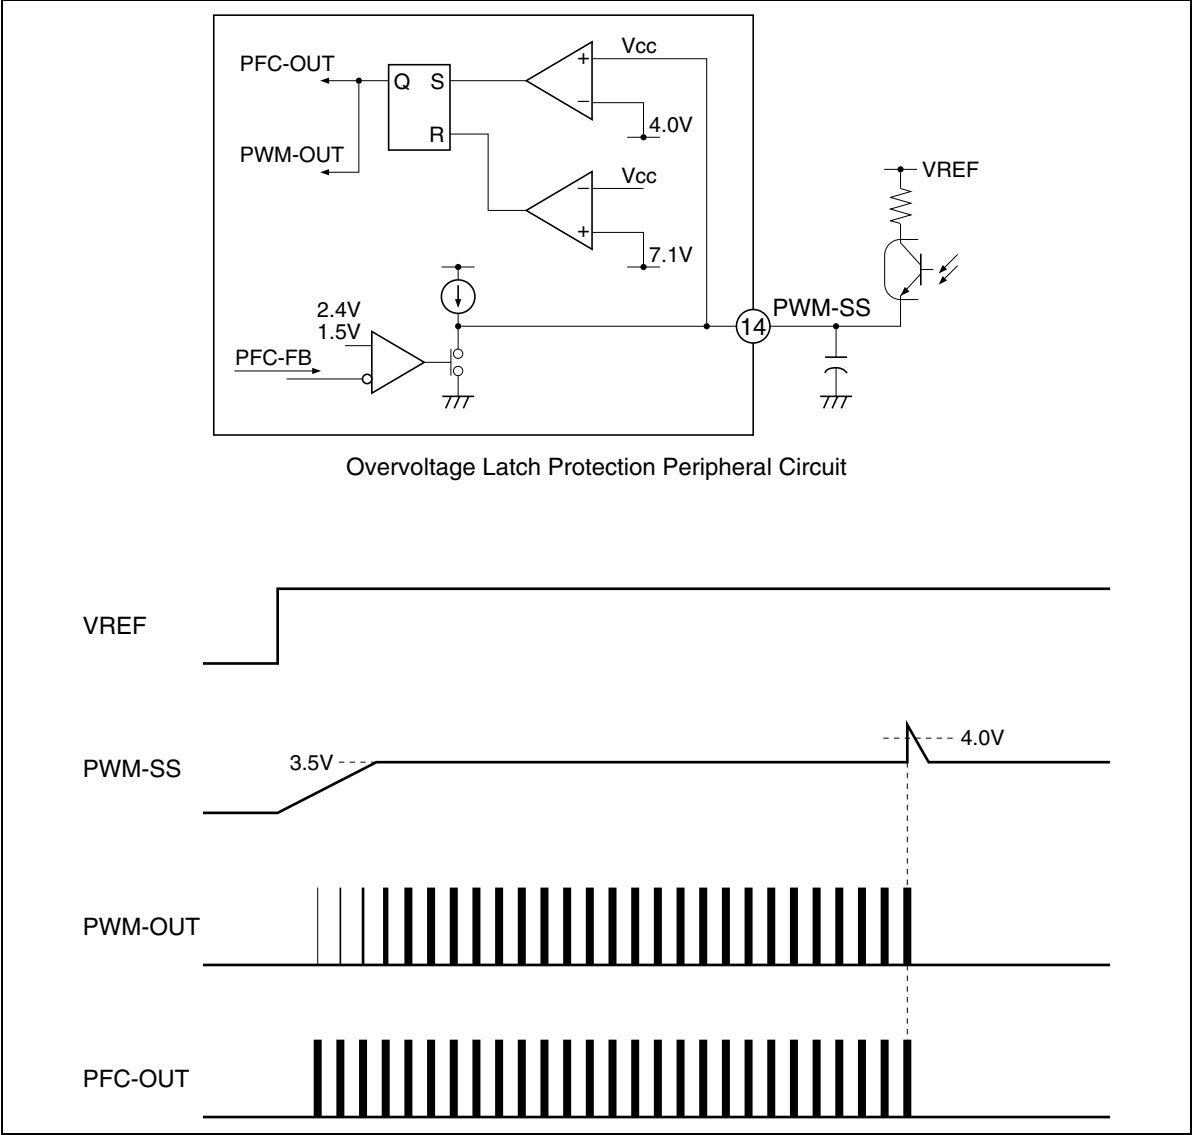 PFC-OUT
PWM-OUT
Q S
R
+
Vcc
−
4.0V
−
Vcc
+
7.1V
VREF
2.4V
1.5V
PFC-FB
14
PWM-SS
Overvoltage Latch Protection Peripheral Circuit
VREF
PWM-SS
3.5V
4.0V
PWM-OUT
PFC-OUT